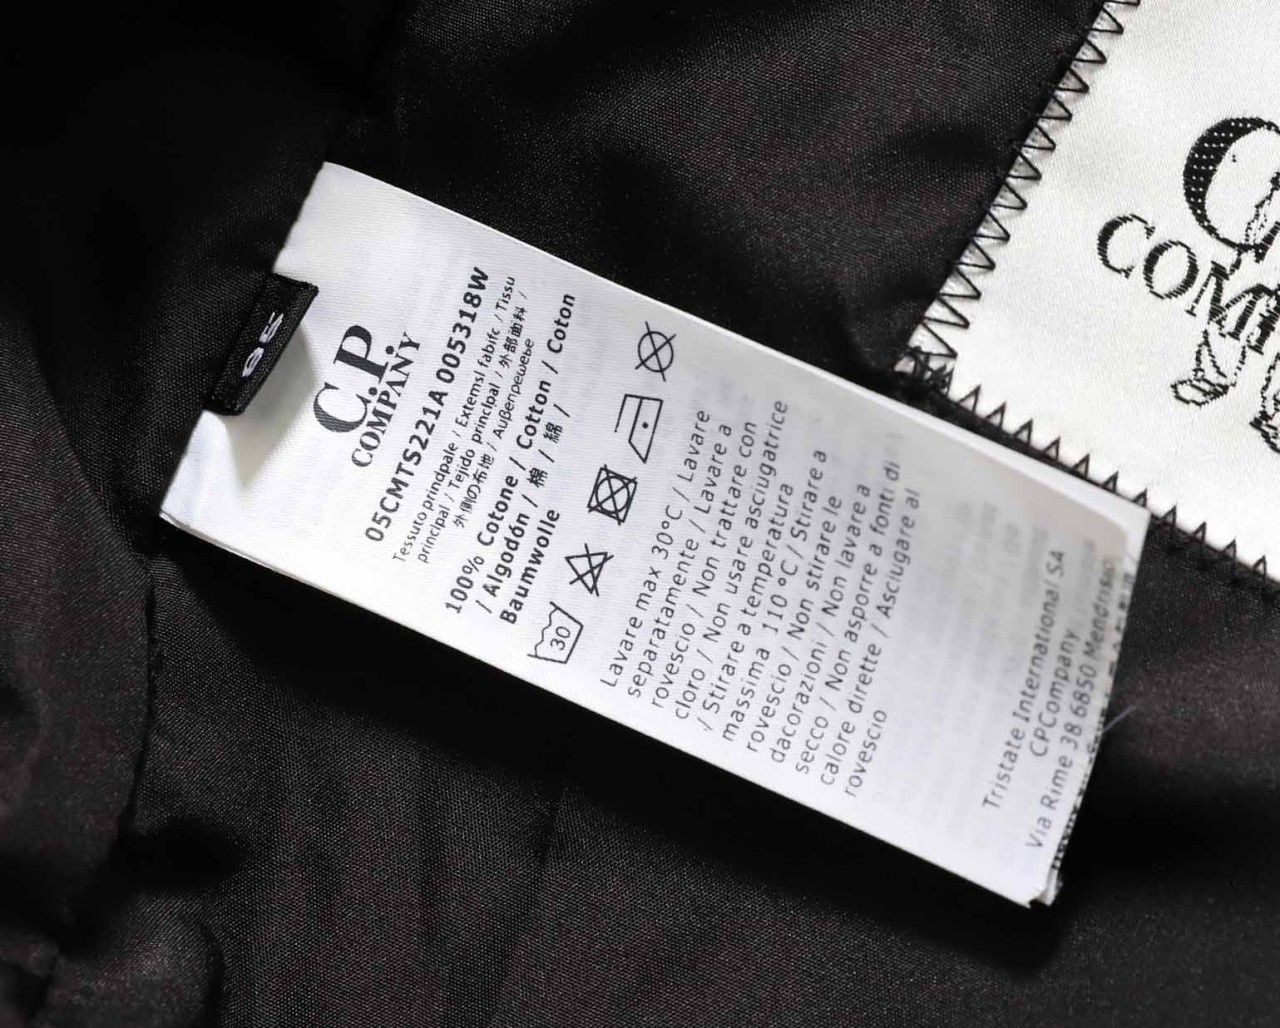 C.P.
COMPANY
05CMTS221A 005318W
Tessuto prindpale / Extemsl fabifc / Tissu
principal / Tejido principal / 外部面料 /
外側の布地 / Außenpewebe
100% Cotone / Cotton / Coton
/ Algodón / 棉 / 綿 /
Baumwolle
30
Lavare max 30°C / Lavare
separatamente / Lavare a
rovescio / Non trattare con
cloro / Non usare asciugatrice
/ Stirare a temperatura
massima 110 °C / Stirare a
rovescio / Non stirare le
dacorazioni / Non lavare a
secco / Non asporre a fonti di
calore dirette / Asciugare al
rovescio
Tristate International SA
CPCompany
Via Rime 38 6850 Mendrisio